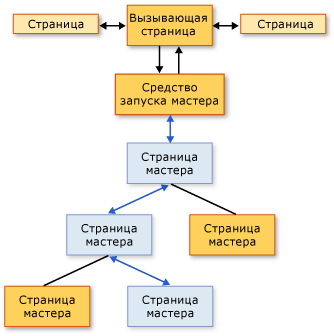 Страница
Вызывающая
страница
Страница
Средство
запуска мастера
Страница
мастера
Страница
мастера
Страница
мастера
Страница
мастера
Страница
мастера